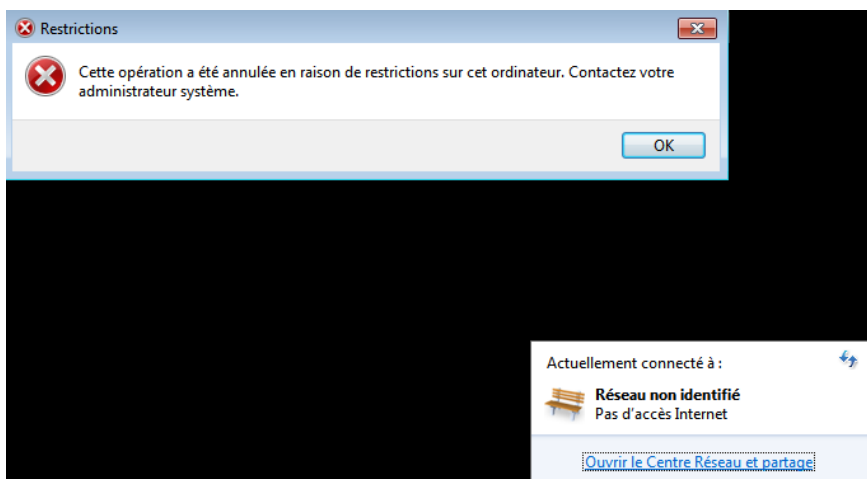 Restrictions
Cette opération a été annulée en raison de restrictions sur cet ordinateur. Contactez votre
administrateur système.
OK
Actuellement connecté à :
Réseau non identifié
Pas d'accès Internet
Ouvrir le Centre Réseau et partage